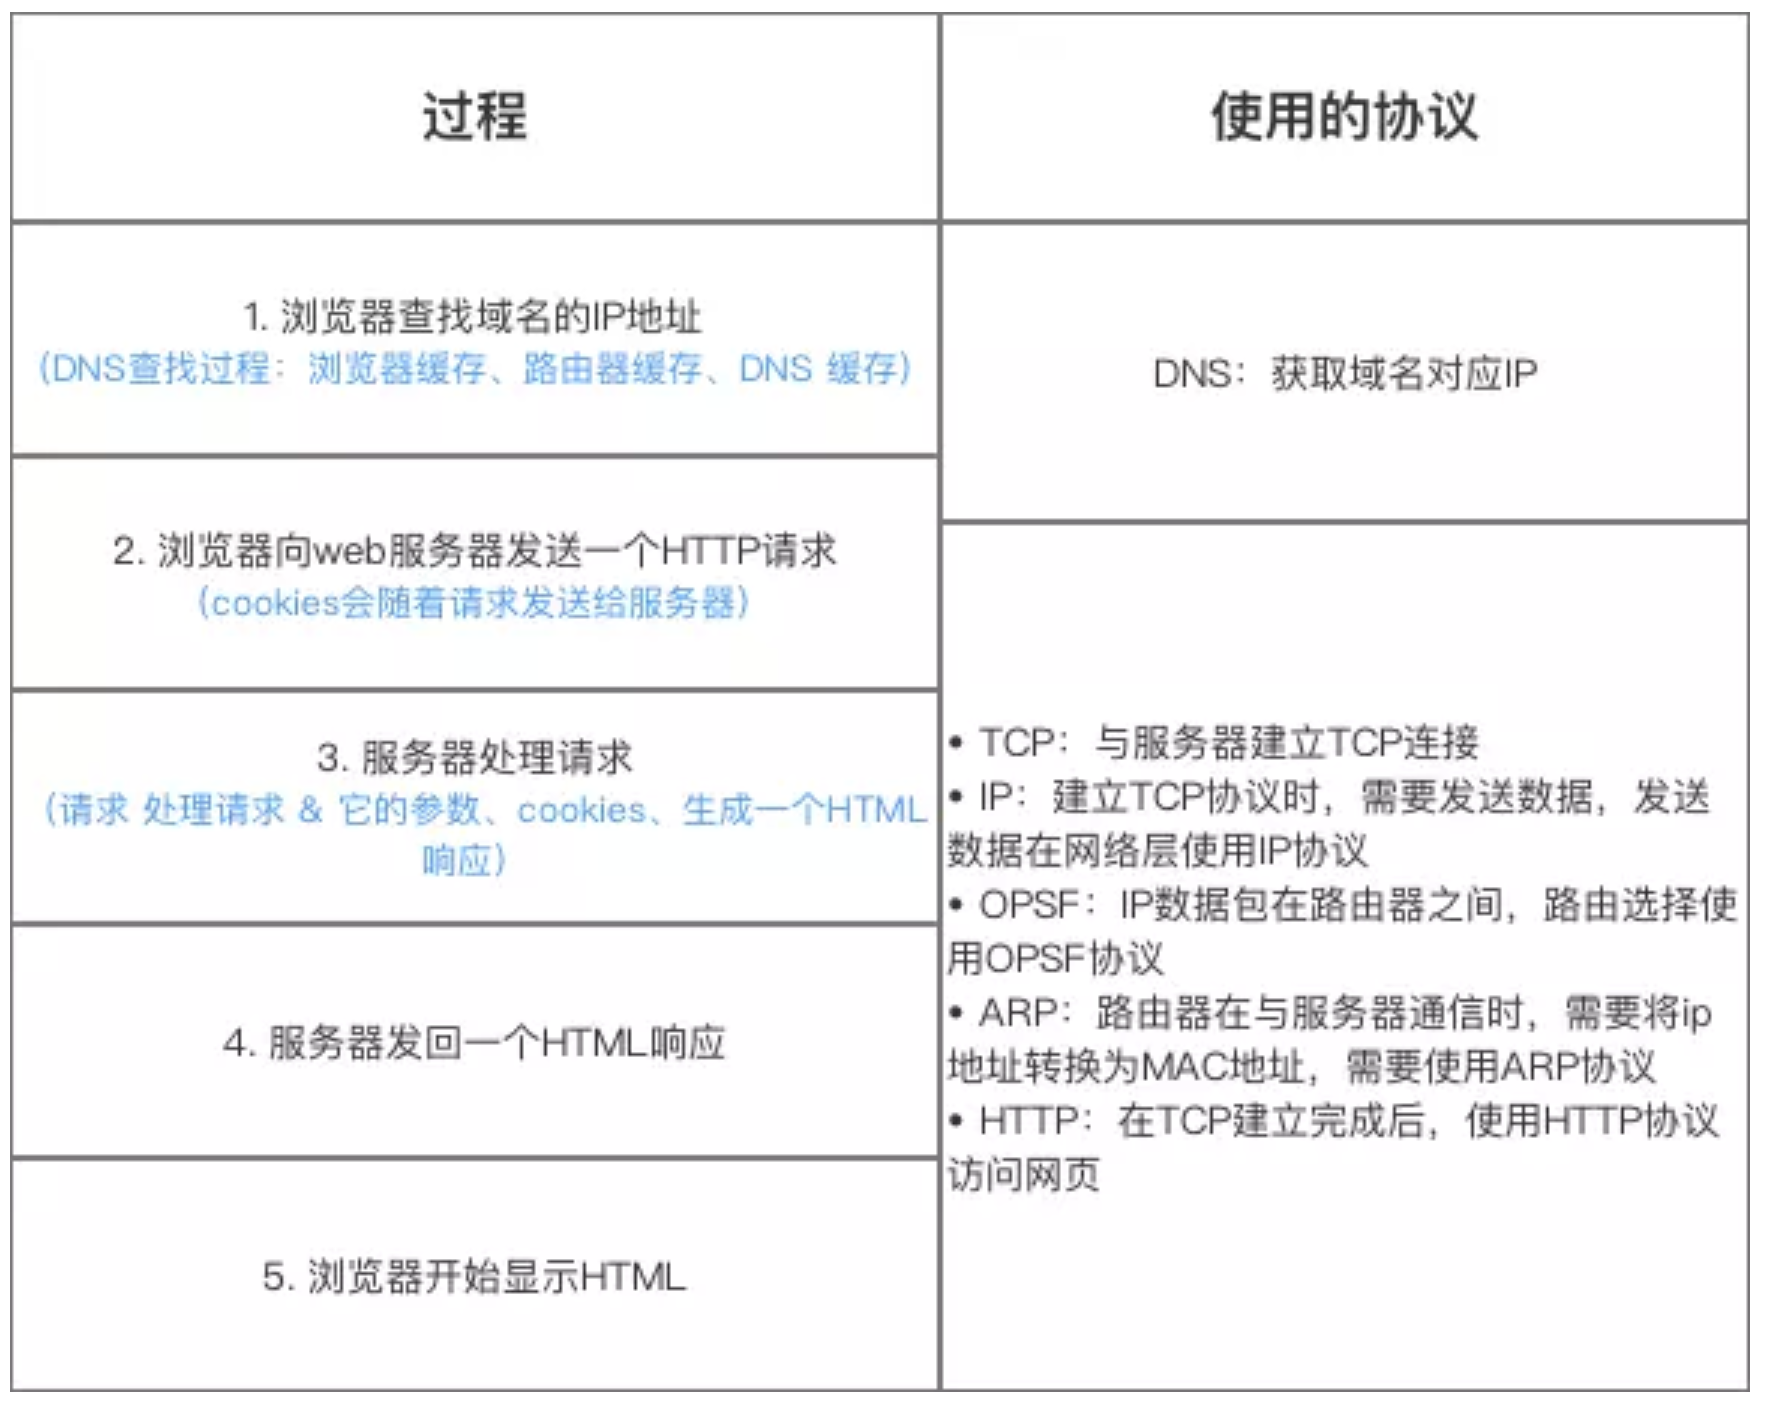 过程
使用的协议
1. 浏览器查找域名的IP地址
（DNS查找过程：浏览器缓存、路由器缓存、DNS 缓存）
DNS：获取域名对应IP
2. 浏览器向web服务器发送一个HTTP请求
（cookies会随着请求发送给服务器）
3. 服务器处理请求
（请求 处理请求 & 它的参数、cookies、生成一个HTML
响应）
4. 服务器发回一个HTML响应
5. 浏览器开始显示HTML
• TCP：与服务器建立TCP连接
• IP：建立TCP协议时，需要发送数据，发送
数据在网络层使用IP协议
• OPSF：IP数据包在路由器之间，路由选择使
用OPSF协议
• ARP：路由器在与服务器通信时，需要将ip
地址转换为MAC地址，需要使用ARP协议
• HTTP：在TCP建立完成后，使用HTTP协议
访问网页